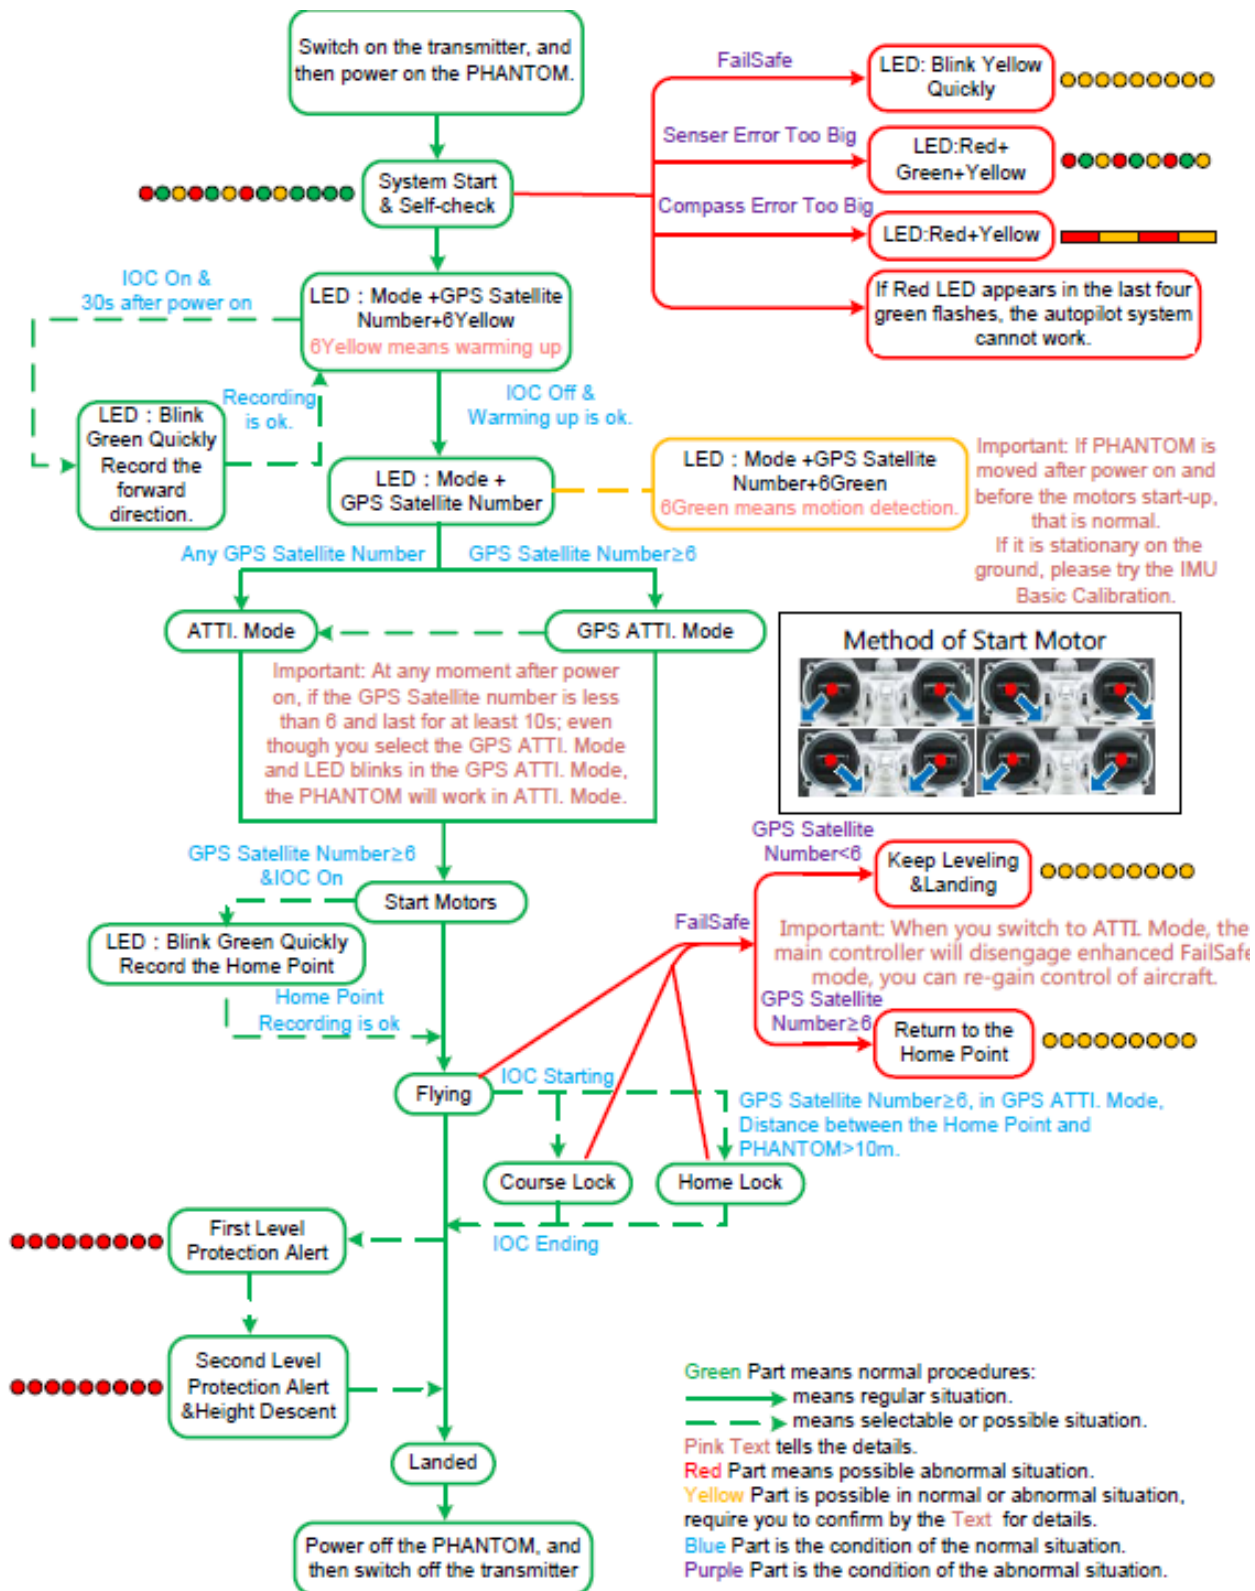 Switch on the transmitter, and
then power on the PHANTOM.
FailSafe
LED: Blink Yellow
Quickly
Senser Error Too Big
LED:Red+
Green+Yellow
System Start
& Self-check
Compass Error Too Big
LED:Red+Yellow
If Red LED appears in the last four
green flashes, the autopilot system
cannot work.
IOC On &
30s after power on
LED : Mode +GPS Satellite
Number+6Yellow
6Yellow means warming up
Recording
is ok.
IOC Off &
Warming up is ok.
LED : Blink
Green Quickly
Record the
forward
direction.
LED : Mode +
GPS Satellite Number
LED : Mode +GPS Satellite
Number+6Green
6Green means motion detection.
Important: If PHANTOM is
moved after power on and
before the motors start-up,
that is normal.
If it is stationary on the
ground, please try the IMU
Basic Calibration.
Any GPS Satellite Number
GPS Satellite Number≥6
ATTI. Mode
GPS ATTI. Mode
Important: At any moment after power
on, if the GPS Satellite number is less
than 6 and last for at least 10s; even
though you select the GPS ATTI. Mode
and LED blinks in the GPS ATTI. Mode,
the PHANTOM will work in ATTI. Mode.
Method of Start Motor
GPS Satellite Number≥6
&IOC On
Start Motors
LED : Blink Green Quickly
Record the Home Point
Home Point
Recording is ok
GPS Satellite
Number<6
Keep Leveling
&Landing
FailSafe
Important: When you switch to ATTI. Mode, the
main controller will disengage enhanced FailSafe
mode, you can re-gain control of aircraft.
GPS Satellite
Number≥6
Return to the
Home Point
Flying
IOC Starting
GPS Satellite Number≥6, in GPS ATTI. Mode,
Distance between the Home Point and
PHANTOM>10m.
Course Lock
Home Lock
IOC Ending
First Level
Protection Alert
Second Level
Protection Alert
&Height Descent
Landed
Power off the PHANTOM, and
then switch off the transmitter
Green Part means normal procedures:
means regular situation.
means selectable or possible situation.
Pink Text tells the details.
Red Part means possible abnormal situation.
Yellow Part is possible in normal or abnormal situation,
require you to confirm by the Text for details.
Blue Part is the condition of the normal situation.
Purple Part is the condition of the abnormal situation.